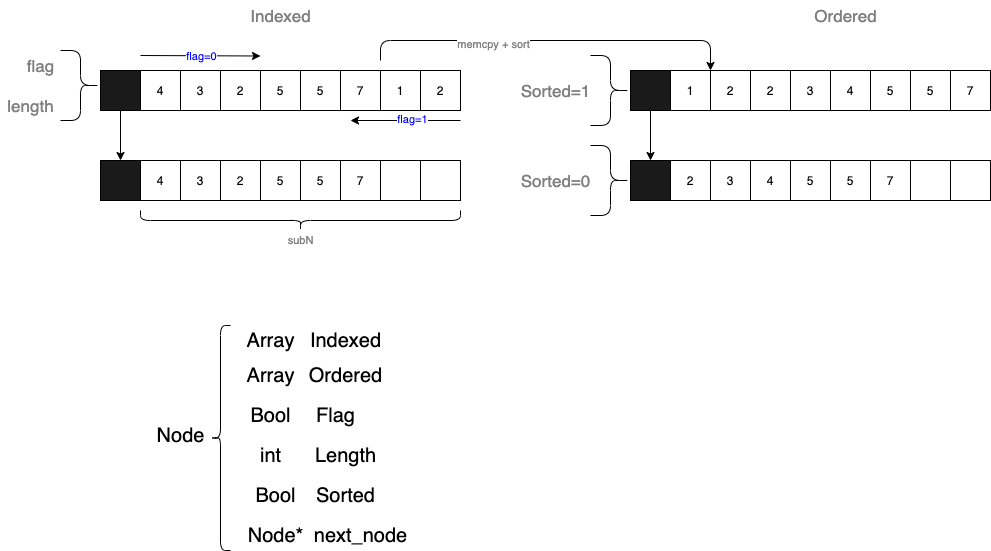 Indexed
Ordered
flag
length
flag=0
memcpy + sort
4 3 2 5 5 7 1 2
flag=1
Sorted=1
1 2 2 3 4 5 5 7
4 3 2 5 5 7
subN
Sorted=0
2 3 4 5 5 7
Node
Array Indexed
Array Ordered
Bool Flag
int Length
Bool Sorted
Node* next_node